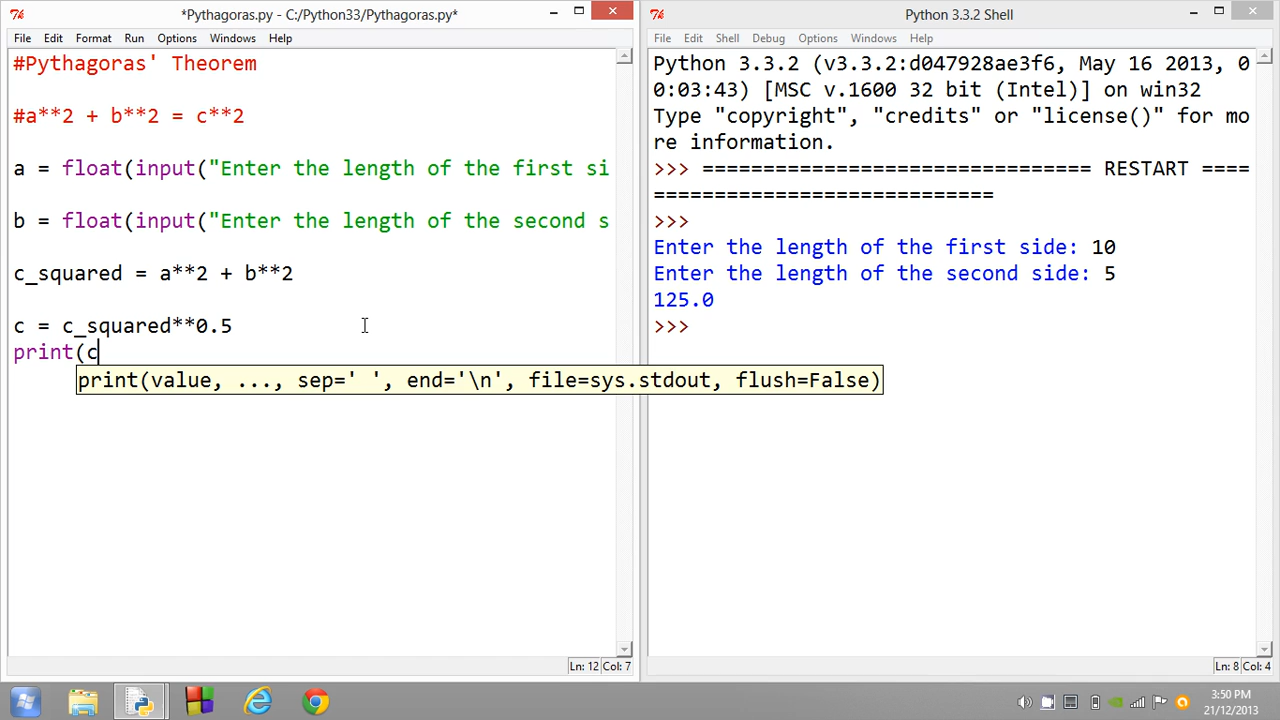 *Pythagoras.py - C:/Python33/Pythagoras.py*
File Edit Format Run Options Windows Help
#Pythagoras' Theorem
#a**2 + b**2 = c**2
a = float(input("Enter the length of the first si
b = float(input("Enter the length of the second s
c_squared = a**2 + b**2
c = c_squared**0.5
print(c
print(value, ..., sep=' ', end='\n', file=sys.stdout, flush=False)
Ln: 12 Col: 7
Python 3.3.2 Shell
File Edit Shell Debug Options Windows Help
Python 3.3.2 (v3.3.2:d047928ae3f6, May 16 2013, 0
0:03:43) [MSC v.1600 32 bit (Intel)] on win32
Type "copyright", "credits" or "license()" for mo
re information.
>>> ================================ RESTART ====
============================
>>>
Enter the length of the first side: 10
Enter the length of the second side: 5
125.0
>>>
Ln: 8 Col: 4
3:50 PM
21/12/2013